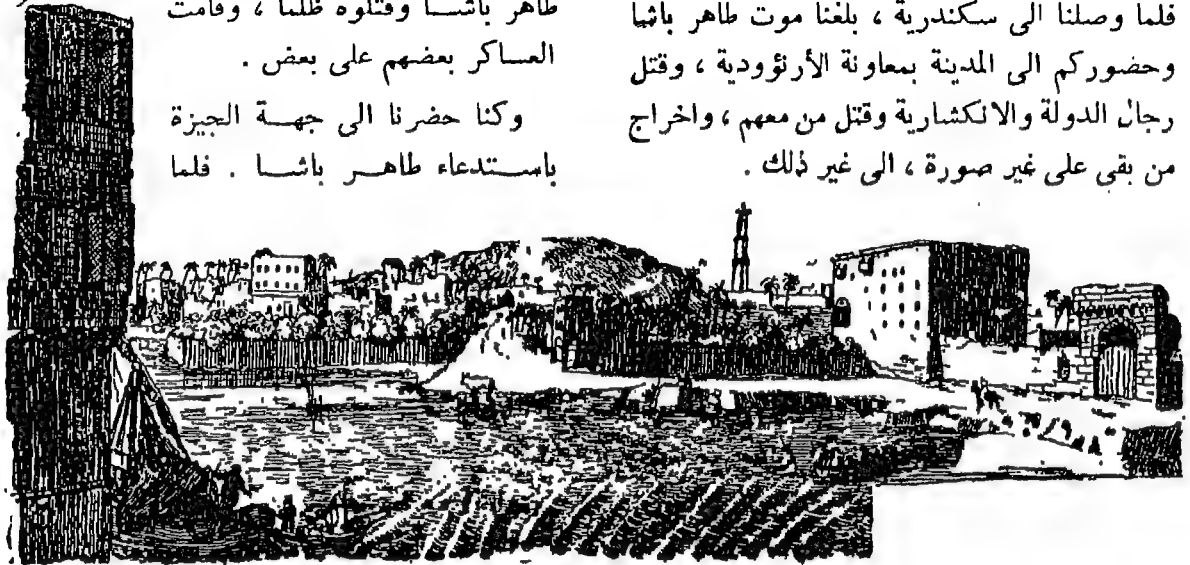 فلما وصلنا الى سكندرية ، بلغنا موت طاهر باشا
وحضوركم الى المدينة بمعاونة الأرنؤودية ، وقتل
رجال الدولة والانكشارية وقتل من معهم ، واخراج
من بقى على غير صورة ، الى غير ذلك .
طاهر باشا وقتلوه ظلما ، وقامت
العساكر بعضهم على بعض .
وكنا حضرنا الى جهة الجيزة
باستدعاء طاهر باشا . فلما